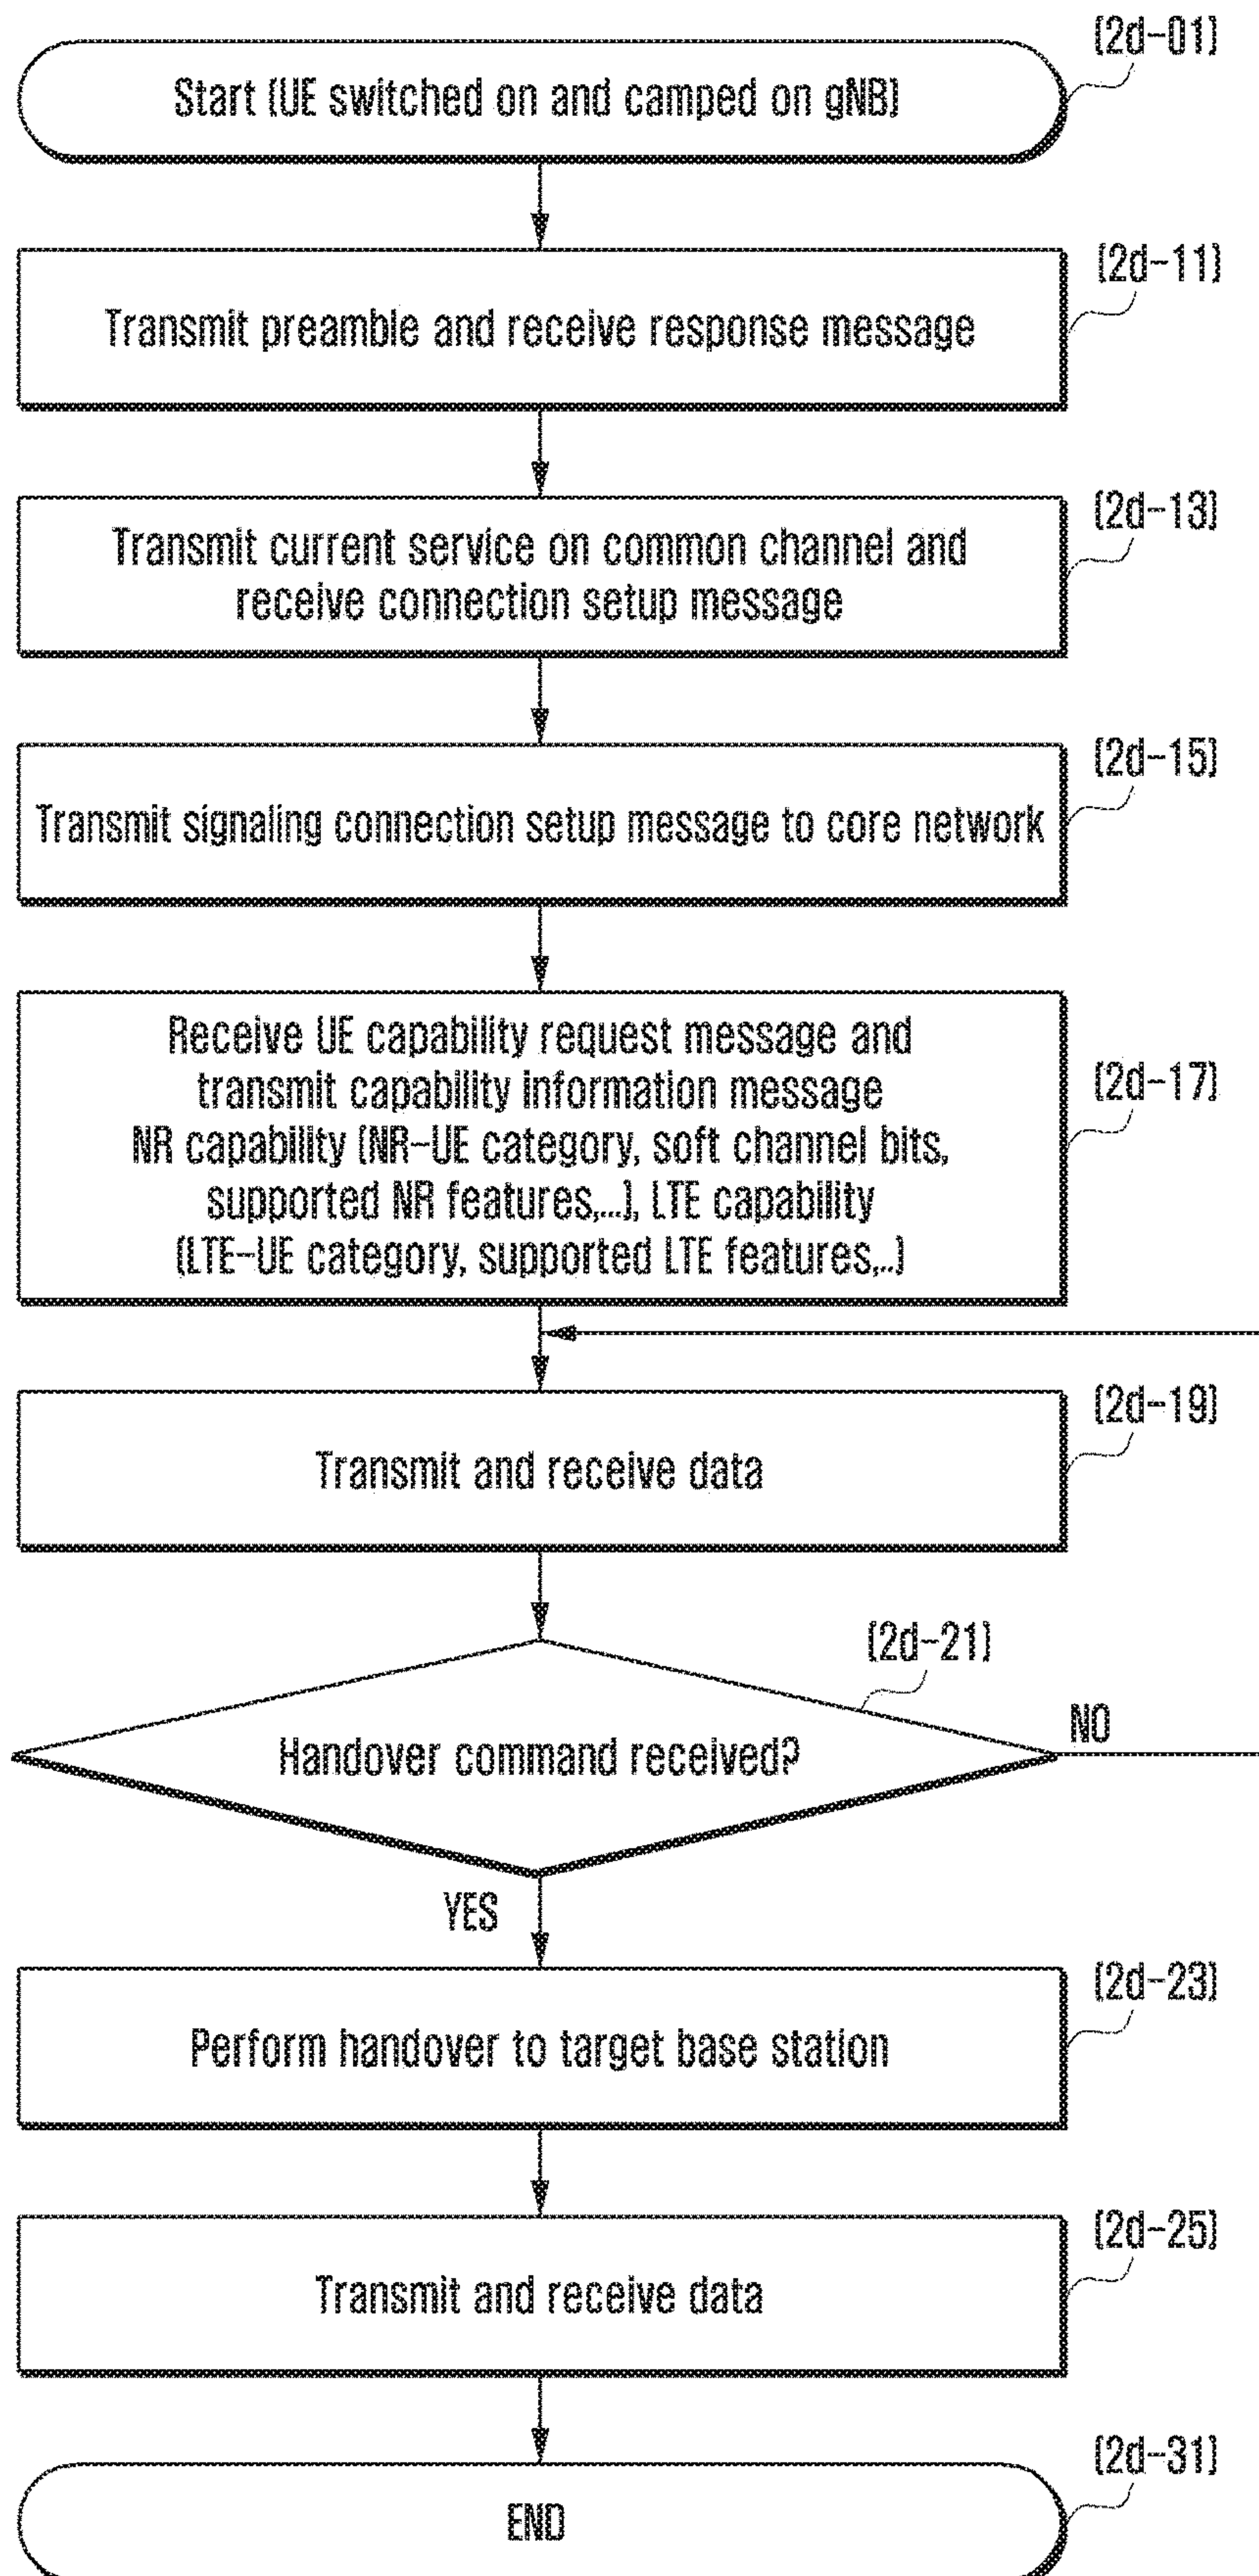 (2d-01)
Start (UE switched on and camped on gNB)
(2d-11)
Transmit preamble and receive response message
(2d-13)
Transmit current service on common channel and
receive connection setup message
(2d-15)
Transmit signaling connection setup message to core network
(2d-17)
Receive UE capability request message and
transmit capability information message
NR capability (NR-UE category, soft channel bits,
supported NR features,...), LTE capability
(LTE-UE category, supported LTE features,..)
(2d-19)
Transmit and receive data
(2d-21)
Handover command received?
NO
YES
(2d-23)
Perform handover to target base station
(2d-25)
Transmit and receive data
(2d-31)
END